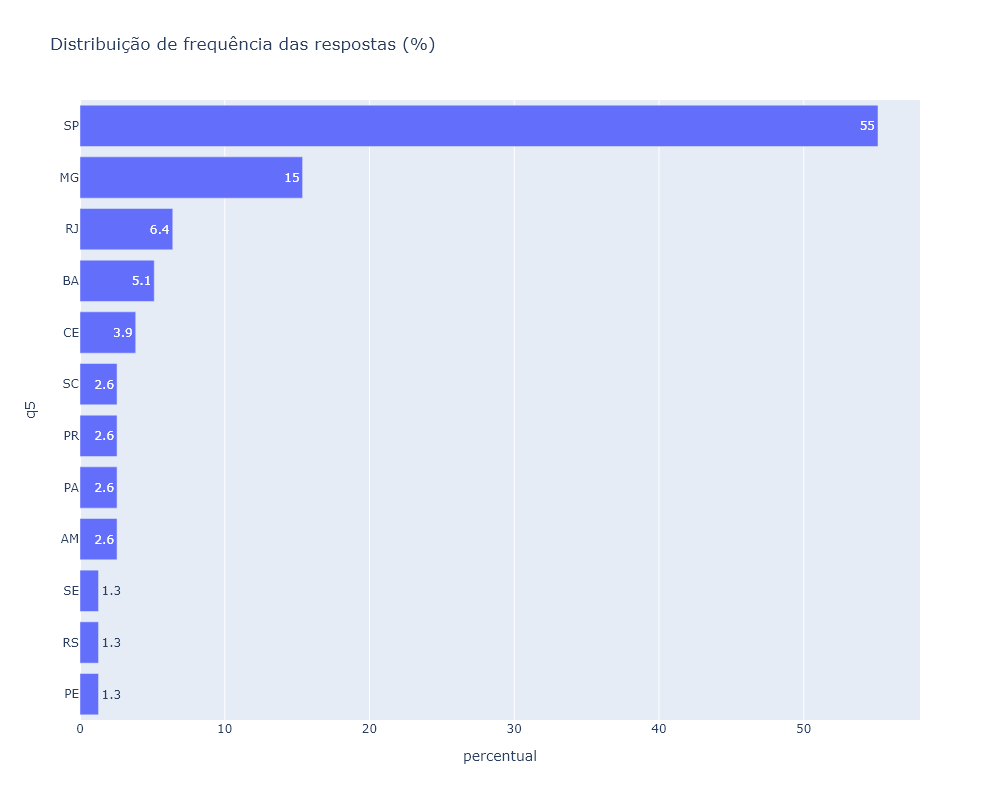 Distribuição de frequência das respostas (%)
SP 55
MG 15
RJ 6.4
BA 5.1
CE 3.9
SC 2.6
PR 2.6
PA 2.6
AM 2.6
SE 1.3
RS 1.3
PE 1.3
q5
0 10 20 30 40 50
percentual